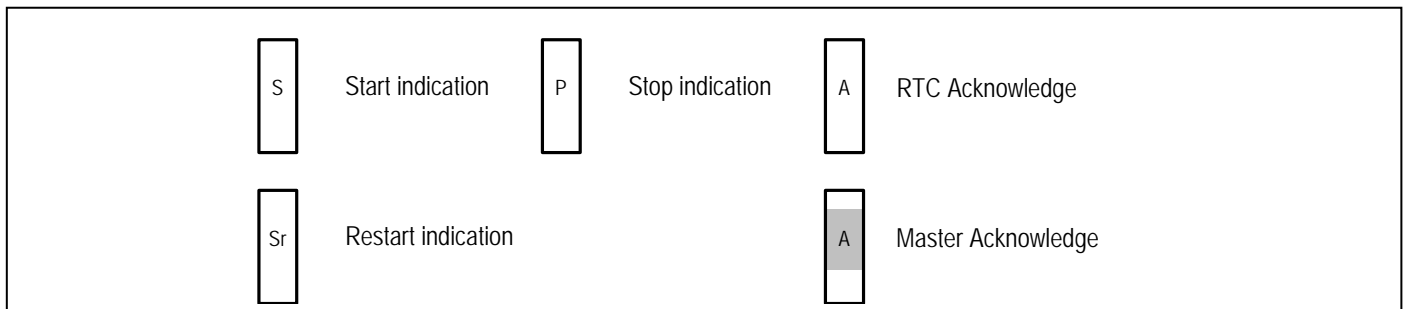 S Start indication P Stop indication A RTC Acknowledge
Sr Restart indication A Master Acknowledge